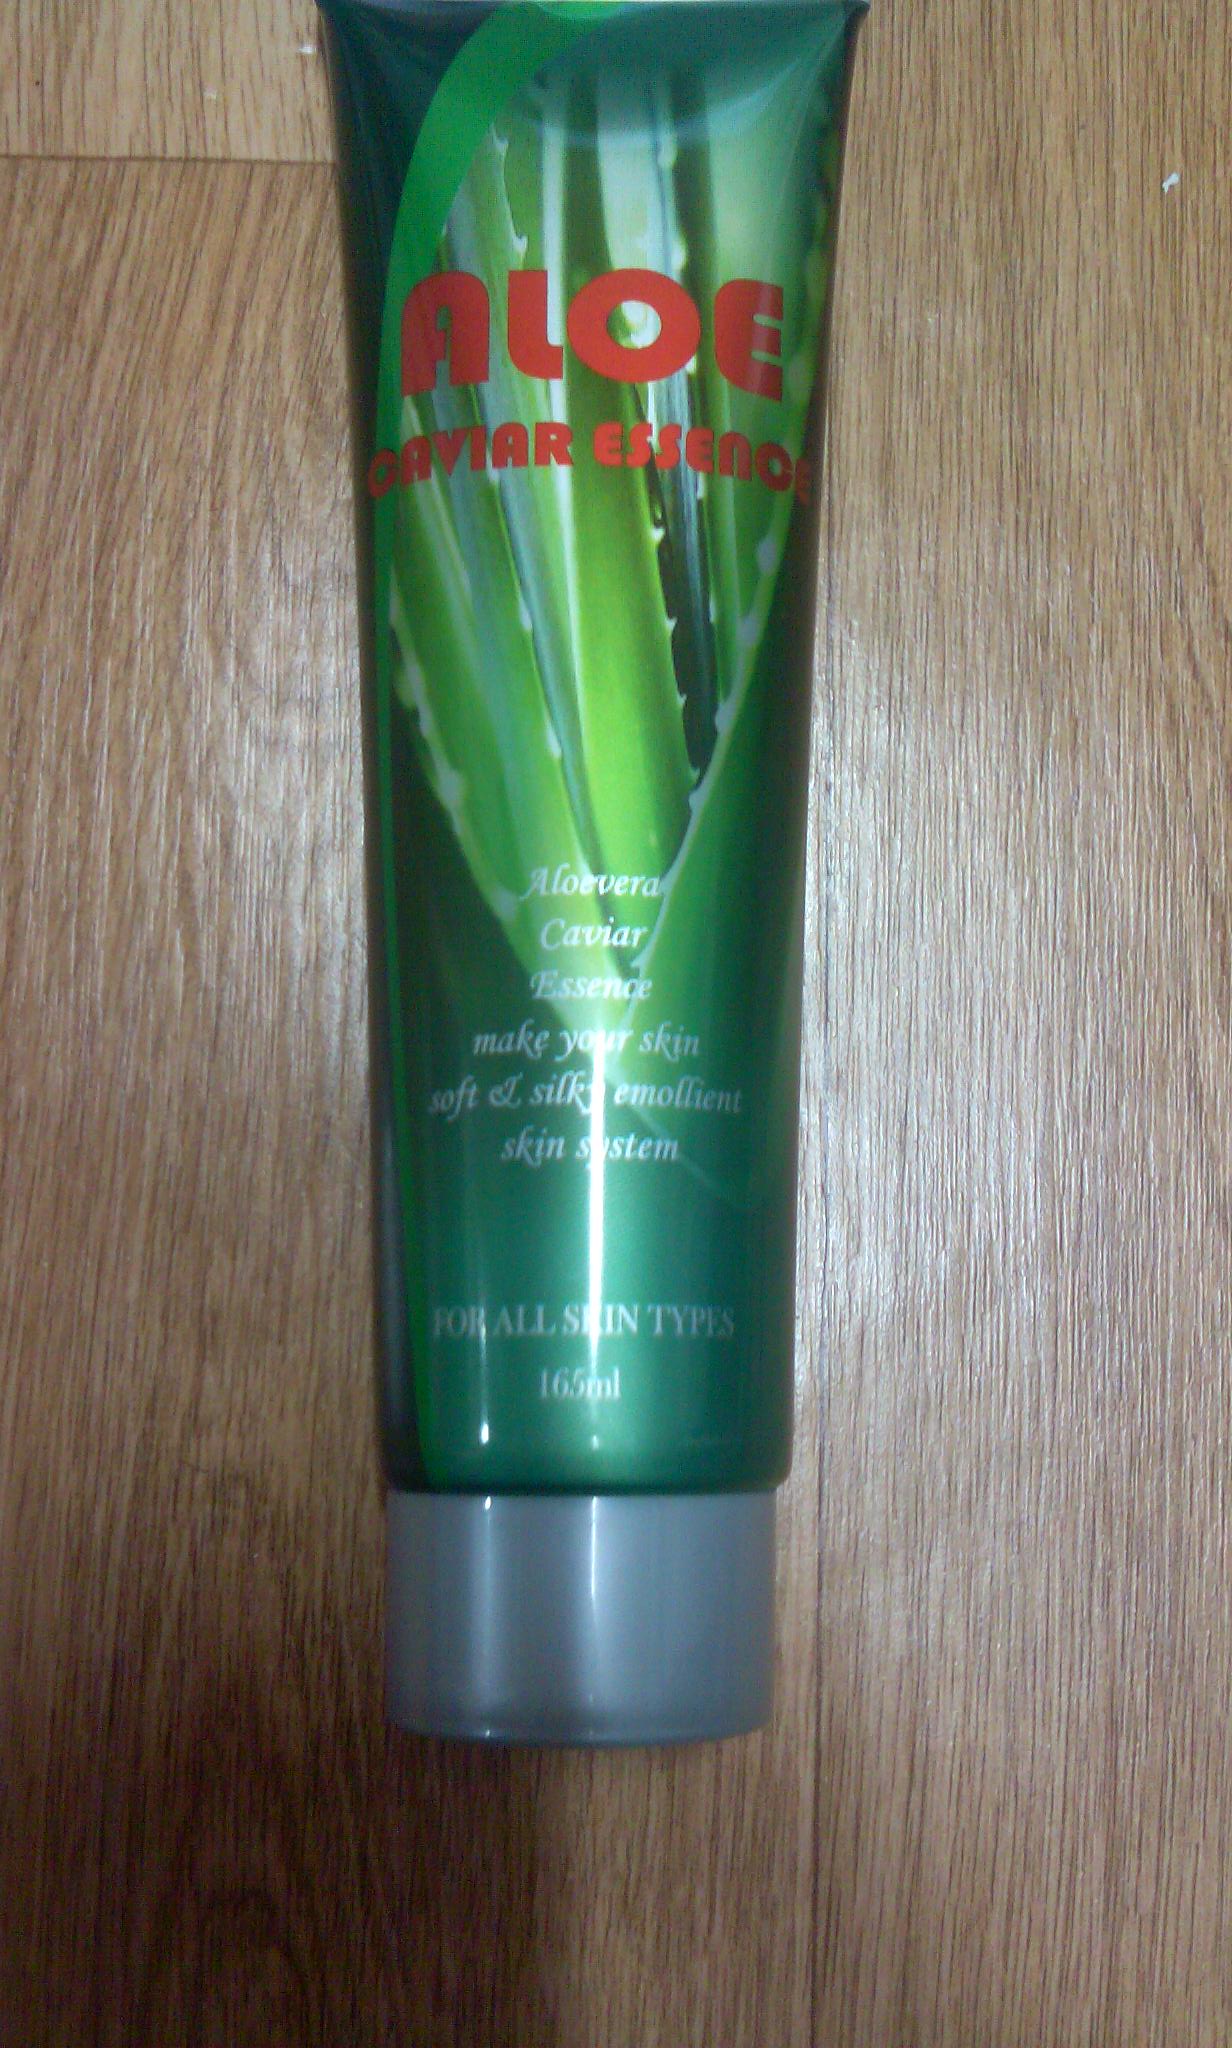 ALOE
CAVIAR ESSENCE
Aloevera
Caviar
Essence
make your skin
soft & silky emollient
skin system
FOR ALL SKIN TYPES
165ml